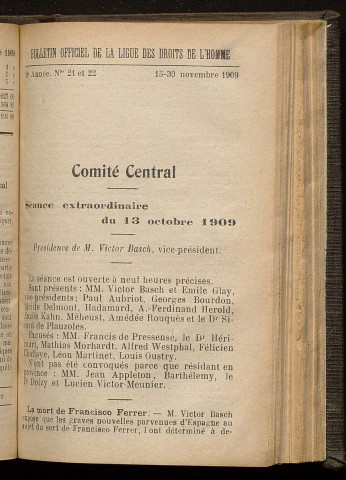 BULLETIN OFFICIEL DE LA LIGUE DES DROITS DE L'HOMME
9e Année. Nos 21 et 22 15-30 novembre 1909
Comité Central
Séance extraordinaire
du 13 octobre 1909
Présidence de M. Victor Basch, vice-président.
La séance est ouverte à neuf heures précises.
Sont présents : MM. Victor Basch et Emile Glay,
vice-présidents ; Paul Aubriot, Georges Bourdon,
Delmont, Hadamard, A.-Ferdinand Herold,
Emile Kahn, Méheust, Amédée Rouquès et le Dr Si-
card de Plauzoles.
Excusés : MM. Francis de Pressensé, le Dr Héri-
court, Mathias Morhardt, Alfred Westphal, Félicien
Challaye, Léon Martinet, Louis Oustry.
N'ont pas été convoqués parce que résidant en
province : MM. Jean Appleton, Barthélemy, le
Dr Doizy et Lucien Victor-Meunier.
La mort de Francisco Ferrer. — M. Victor Basch
expose que les graves nouvelles parvenues d'Espagne au
sujet du sort de Francisco Ferrer, l'ont déterminé à de-